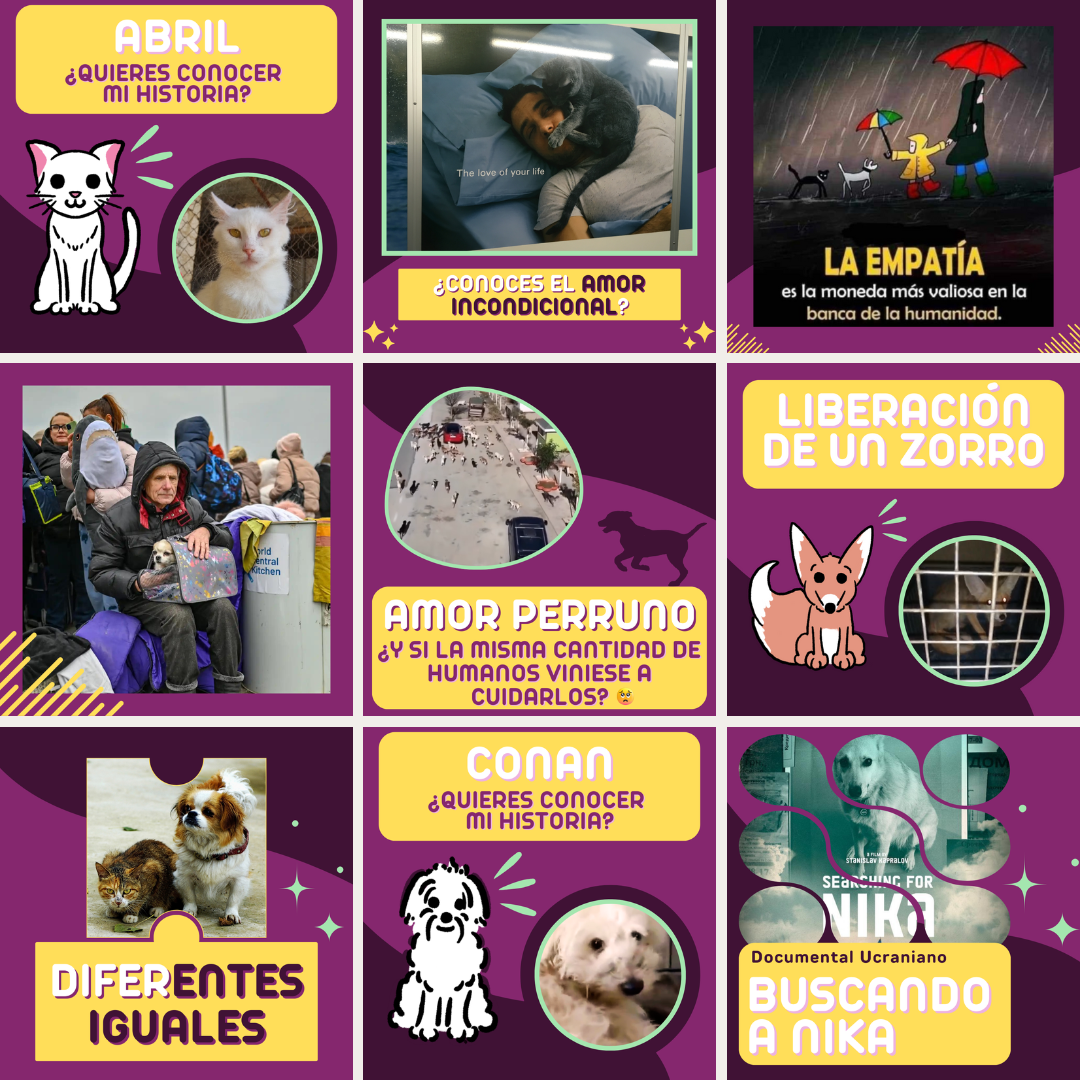 ABRIL
¿QUIERES CONOCER
MI HISTORIA?
The love of your life
¿CONOCES EL AMOR
INCONDICIONAL?
LA EMPATÍA
es la moneda más valiosa en la
banca de la humanidad.
Central
Kitchen
AMOR PERRUNO
¿Y SI LA MISMA CANTIDAD DE
HUMANOS VINIESE A
CUIDARLOS? 😢
LIBERACIÓN
DE UN ZORRO
DIFERENTES
IGUALES
CONAN
¿QUIERES CONOCER
MI HISTORIA?
A FILM BY
STANISLAV KAPRALOV
SEARCHING FOR
NIKA
Documental Ucraniano
BUSCANDO
A NIKA